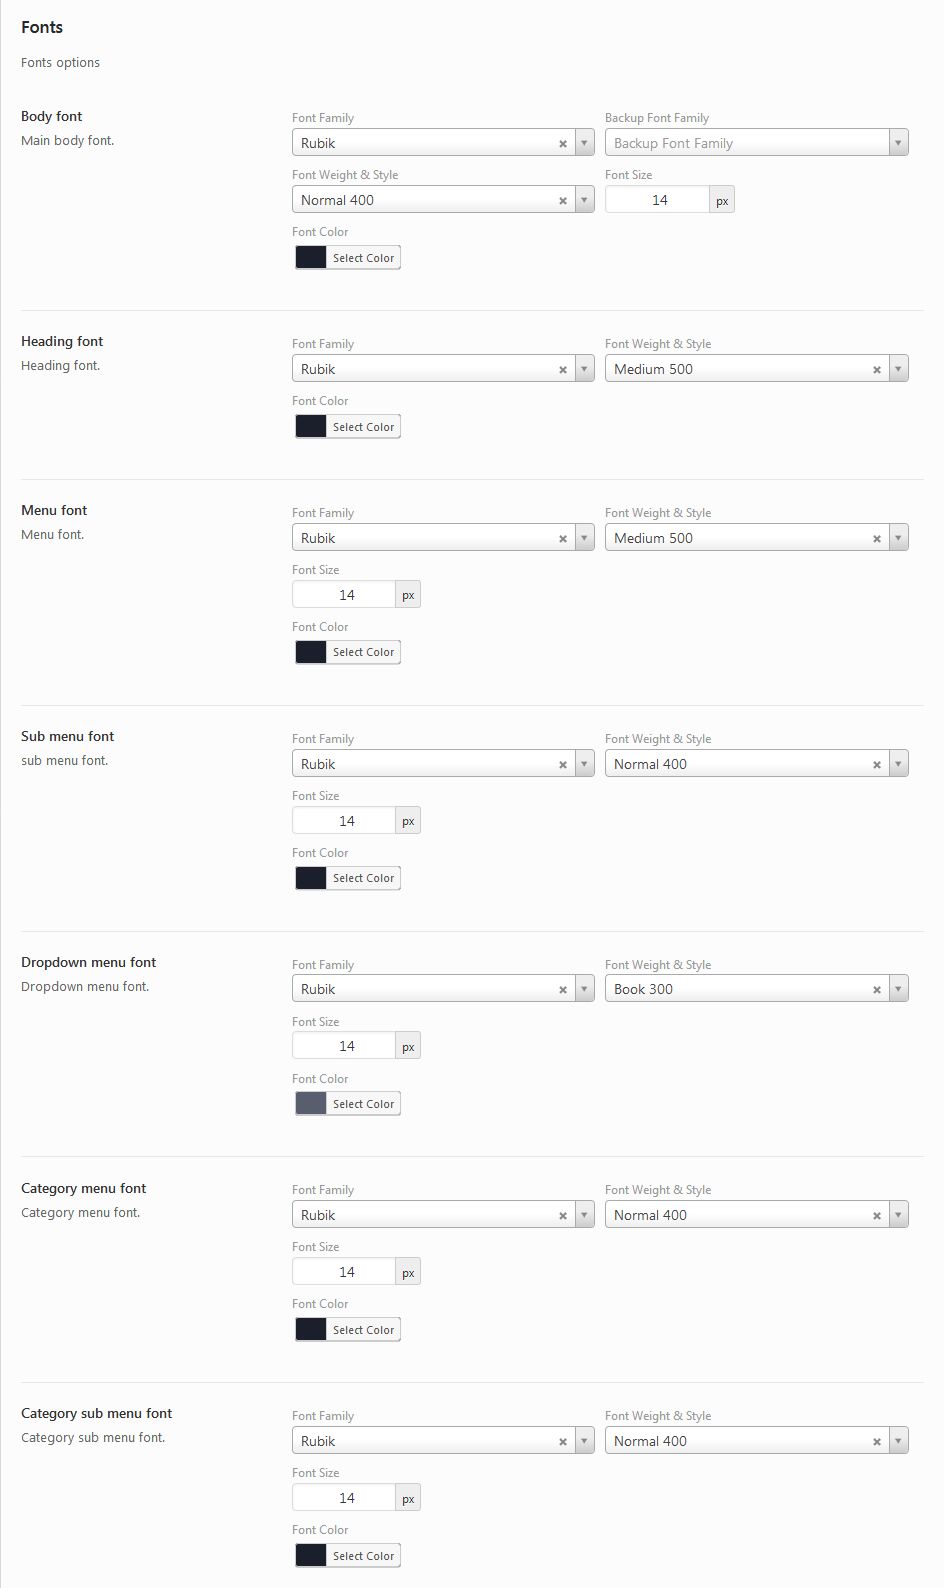 Fonts
Fonts options
Body font
Main body font.
Font Family
Backup Font Family
Rubik
Backup Font Family
Font Weight & Style
Font Size
Normal 400
14 px
Font Color
Select Color
Heading font
Heading font.
Font Family
Font Weight & Style
Rubik
Medium 500
Font Color
Select Color
Menu font
Menu font.
Font Family
Font Weight & Style
Rubik
Medium 500
Font Size
14 px
Font Color
Select Color
Sub menu font
sub menu font.
Font Family
Font Weight & Style
Rubik
Normal 400
Font Size
14 px
Font Color
Select Color
Dropdown menu font
Dropdown menu font.
Font Family
Font Weight & Style
Rubik
Book 300
Font Size
14 px
Font Color
Select Color
Category menu font
Category menu font.
Font Family
Font Weight & Style
Rubik
Normal 400
Font Size
14 px
Font Color
Select Color
Category sub menu font
Category sub menu font.
Font Family
Font Weight & Style
Rubik
Normal 400
Font Size
14 px
Font Color
Select Color